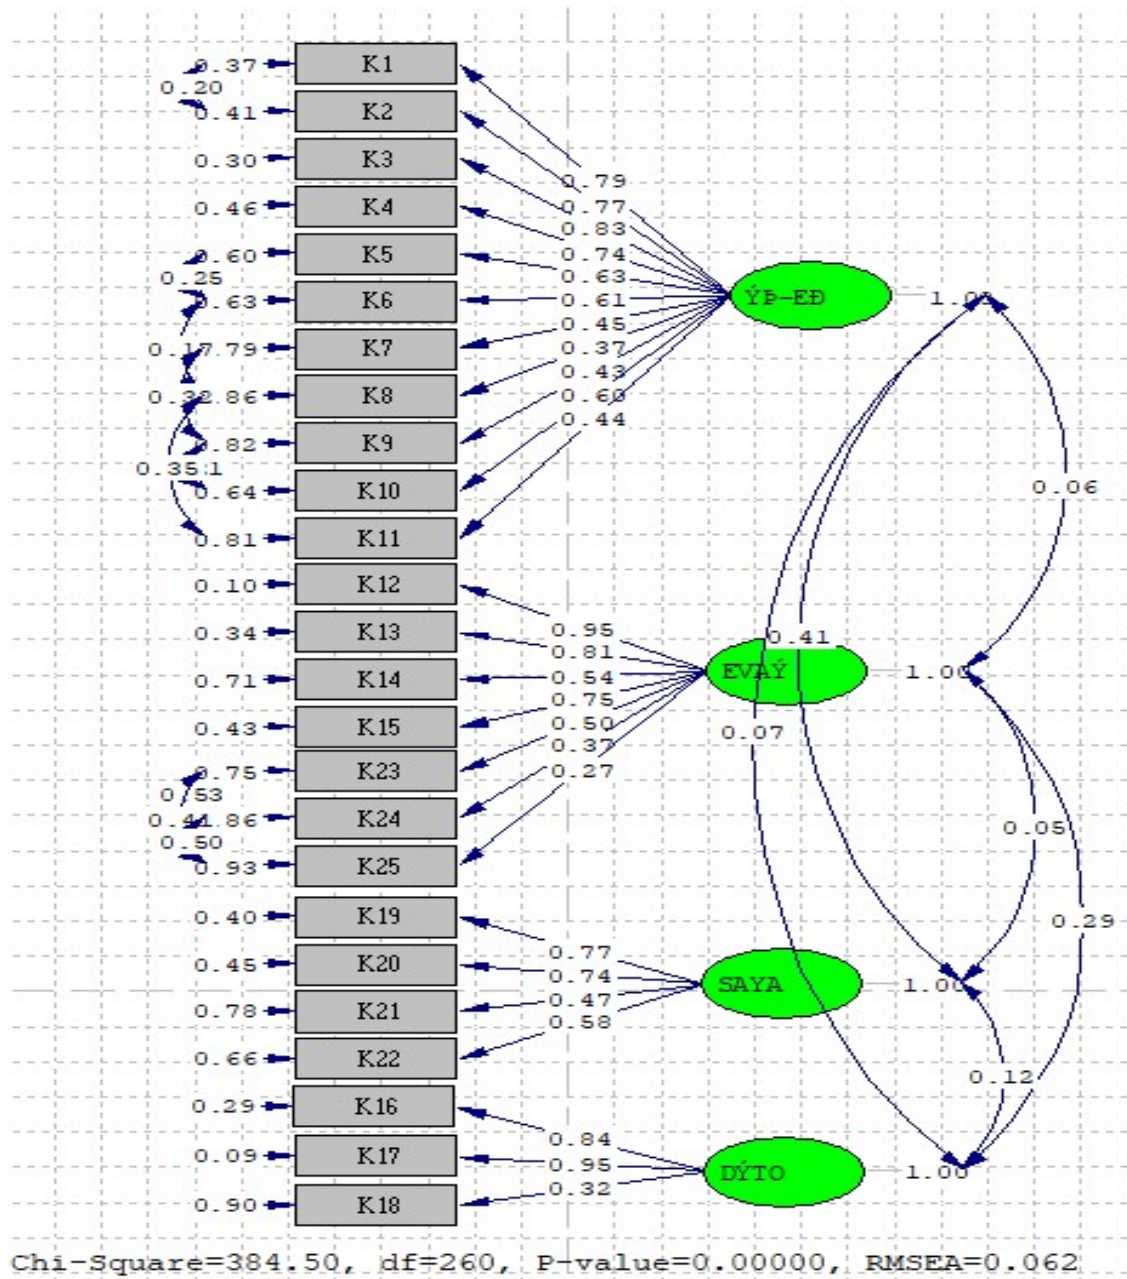 0.37 K1
0.20
0.41 K2
0.30 K3
0.46 K4
0.60 K5
0.25
0.63 K6
0.79 K7
0.86 K8
0.82 K9
0.35
0.64 K10
0.81 K11
0.10 K12
0.34 K13
0.71 K14
0.43 K15
0.75 K23
0.53
0.86 K24
0.50
0.93 K25
0.40 K19
0.45 K20
0.78 K21
0.66 K22
0.29 K16
0.09 K17
0.90 K18
0.79
0.77
0.83
0.74
0.63
0.61
0.45
0.37
0.43
0.60
0.44
0.95
0.81
0.54
0.75
0.50
0.37
0.27
0.77
0.74
0.47
0.58
0.84
0.95
0.32
ÝÞ-EÐ 1.00
EVAÝ 1.00
SAYA 1.00
DÝTO 1.00
0.06
0.41
0.07
0.05
0.29
0.12
Chi-Square=384.50, df=260, P-value=0.00000, RMSEA=0.062